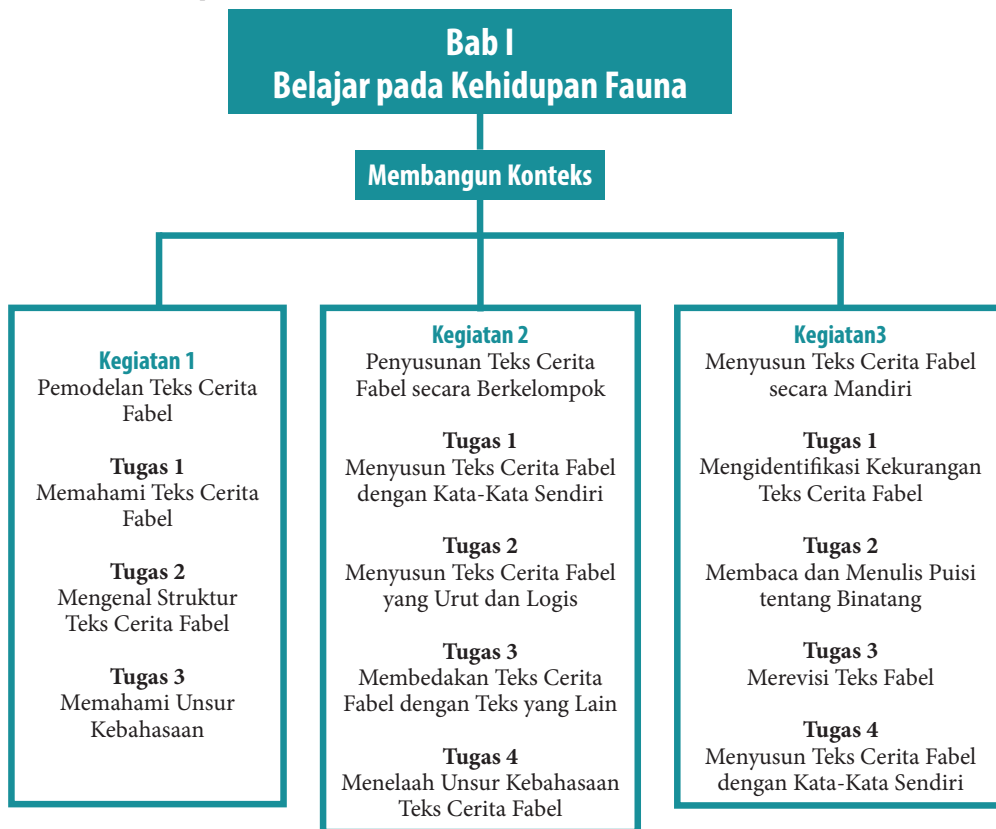 Bab I
Belajar pada Kehidupan Fauna
Membangun Konteks
Kegiatan 1
Pemodelan Teks Cerita
Fabel
Tugas 1
Memahami Teks Cerita
Fabel
Tugas 2
Mengenal Struktur
Teks Cerita Fabel
Tugas 3
Memahami Unsur
Kebahasaan
Kegiatan 2
Penyusunan Teks Cerita
Fabel secara Berkelompok
Tugas 1
Menyusun Teks Cerita Fabel
dengan Kata-Kata Sendiri
Tugas 2
Menyusun Teks Cerita Fabel
yang Urut dan Logis
Tugas 3
Membedakan Teks Cerita
Fabel dengan Teks yang Lain
Tugas 4
Menelaah Unsur Kebahasaan
Teks Cerita Fabel
Kegiatan3
Menyusun Teks Cerita Fabel
secara Mandiri
Tugas 1
Mengidentifikasi Kekurangan
Teks Cerita Fabel
Tugas 2
Membaca dan Menulis Puisi
tentang Binatang
Tugas 3
Merevisi Teks Fabel
Tugas 4
Menyusun Teks Cerita Fabel
dengan Kata-Kata Sendiri